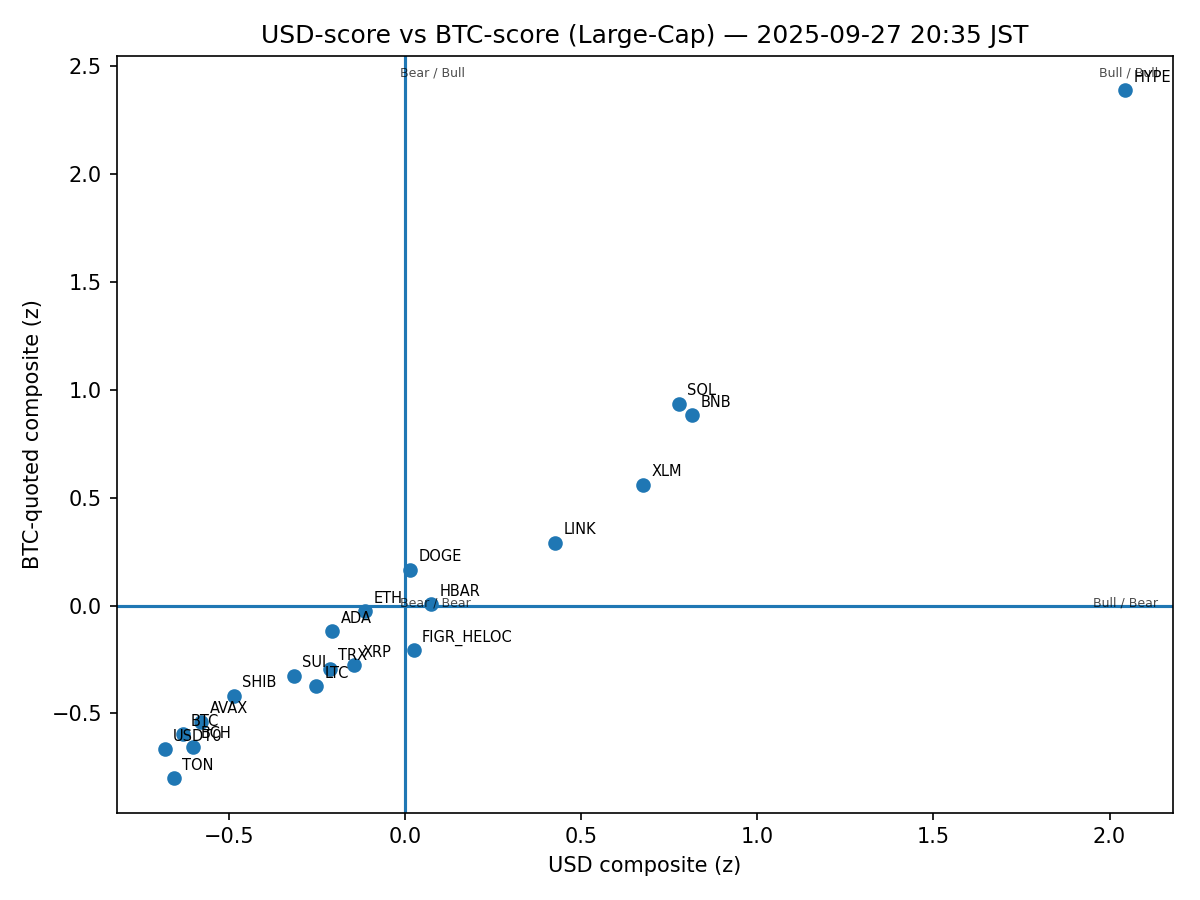 USD-score vs BTC-score (Large-Cap) — 2025-09-27 20:35 JST
2.5
Bear / Bull
Bull / Bull
HYPE
2.0
1.5
1.0
SOL
BNB
XLM
0.5
LINK
DOGE
HBAR
ETH
0.0
Bear / Bear
Bull / Bear
ADA
FIGR_HELOC
XRP
TRX
SUI
LTC
SHIB
−0.5
AVAX
BTC
BCH
TON
BTC-quoted composite (z)
−0.5
0.0
0.5
1.0
1.5
2.0
USD composite (z)